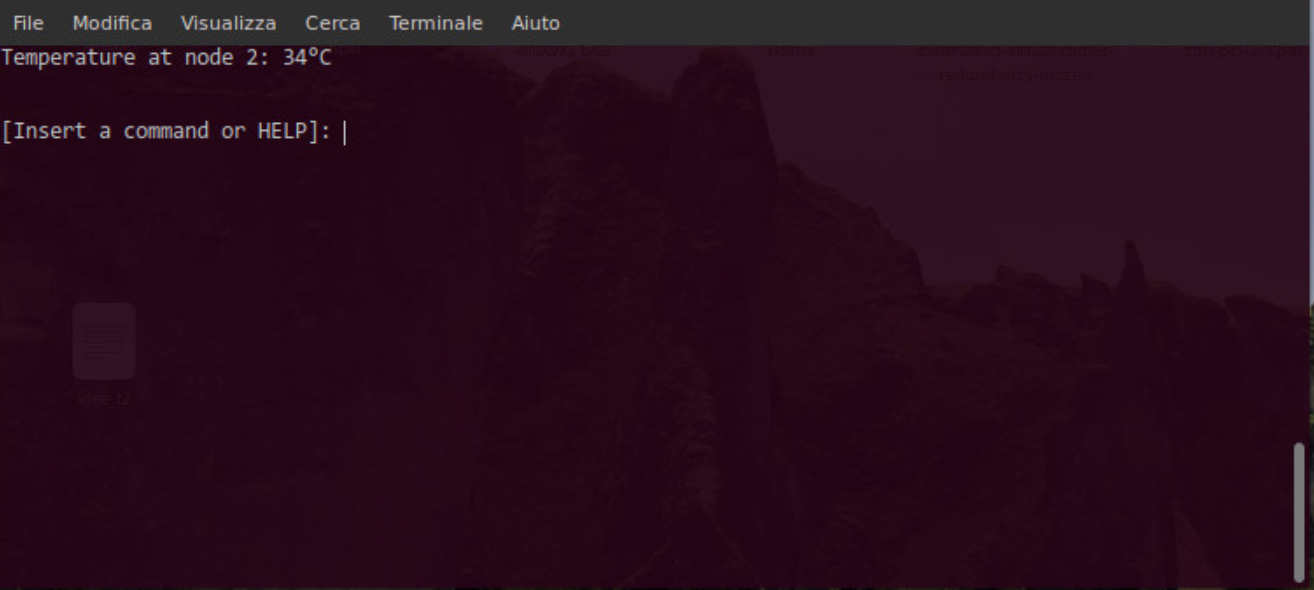 File Modifica Visualizza Cerca Terminale Aiuto
Temperature at node 2: 34°C
[Insert a command or HELP]: